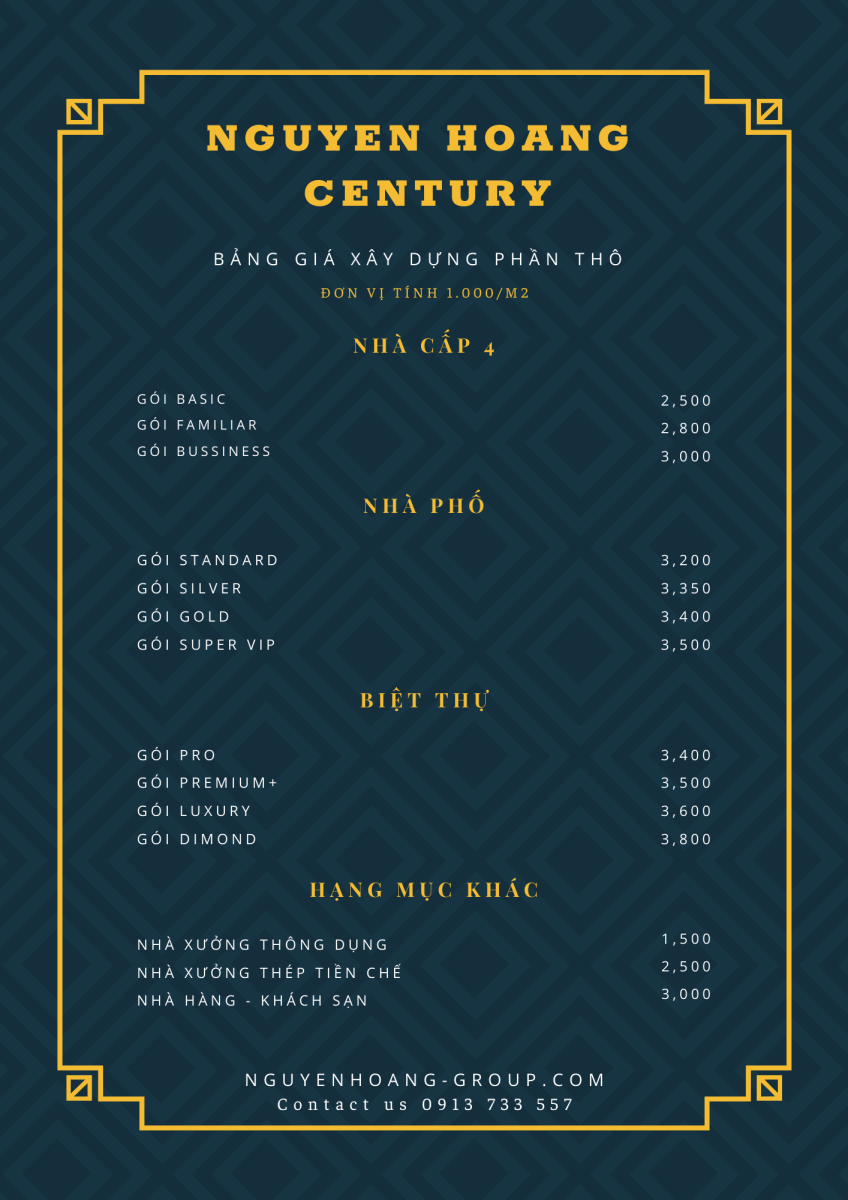 NGUYEN HOANG
CENTURY
BẢNG GIÁ XÂY DỰNG PHẦN THÔ
ĐƠN VỊ TÍNH 1.000/M2
NHÀ CẤP 4
GÓI BASIC 2,500
GÓI FAMILIAR 2,800
GÓI BUSSINESS 3,000
NHÀ PHỐ
GÓI STANDARD 3,200
GÓI SILVER 3,350
GÓI GOLD 3,400
GÓI SUPER VIP 3,500
BIỆT THỰ
GÓI PRO 3,400
GÓI PREMIUM+ 3,500
GÓI LUXURY 3,600
GÓI DIMOND 3,800
HẠNG MỤC KHÁC
NHÀ XƯỞNG THÔNG DỤNG 1,500
NHÀ XƯỞNG THÉP TIỀN CHẾ 2,500
NHÀ HÀNG - KHÁCH SẠN 3,000
NGUYENHOANG-GROUP.COM
Contact us 0913 733 557